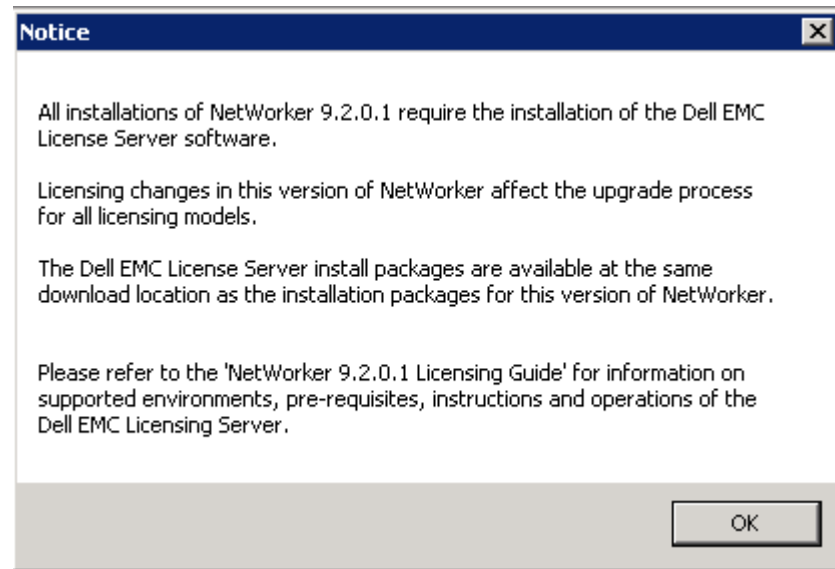 Notice
All installations of NetWorker 9.2.0.1 require the installation of the Dell EMC
License Server software.
Licensing changes in this version of NetWorker affect the upgrade process
for all licensing models.
The Dell EMC License Server install packages are available at the same
download location as the installation packages for this version of NetWorker.
Please refer to the 'NetWorker 9.2.0.1 Licensing Guide' for information on
supported environments, pre-requisites, instructions and operations of the
Dell EMC Licensing Server.
OK